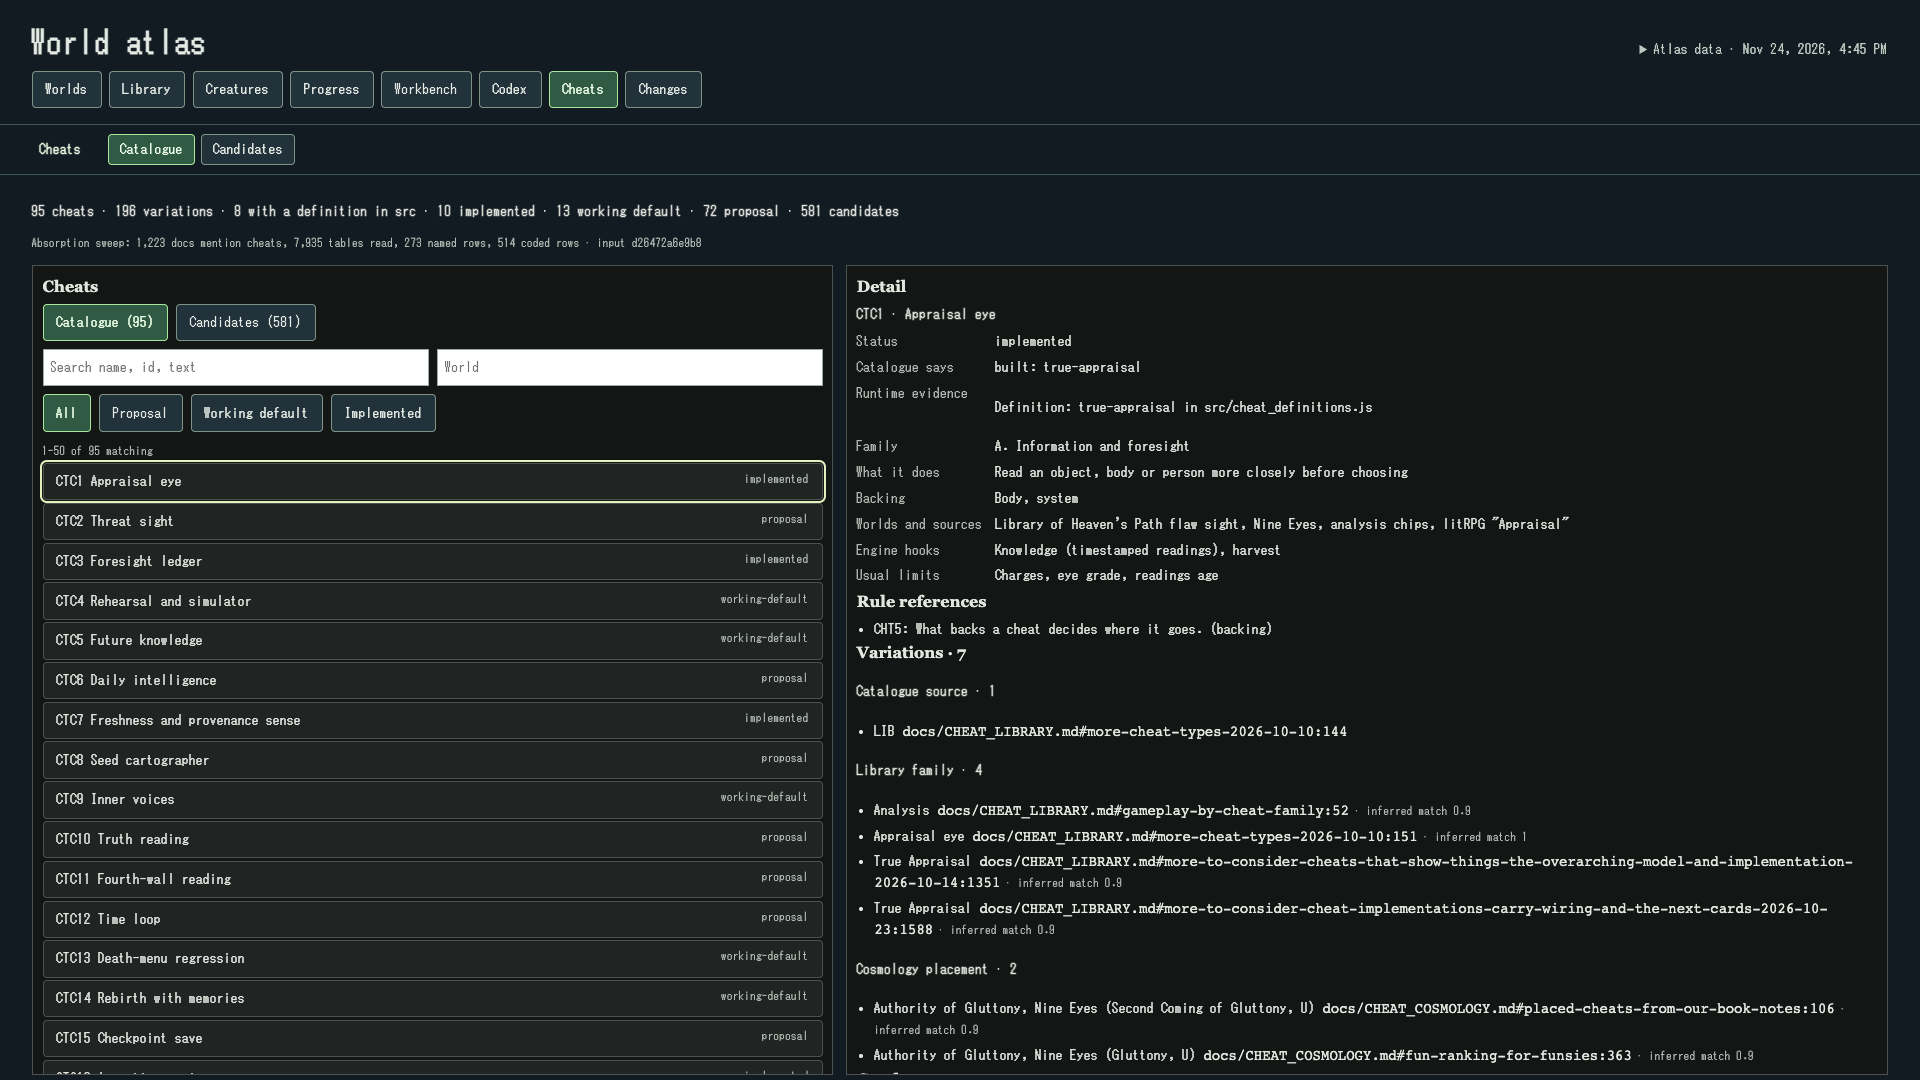 World atlas
▶ Atlas data · Nov 24, 2026, 4:45 PM
Worlds Library Creatures Progress Workbench Codex Cheats Changes
Cheats Catalogue Candidates
95 cheats · 196 variations · 8 with a definition in src · 10 implemented · 13 working default · 72 proposal · 581 candidates
Absorption sweep: 1,223 docs mention cheats, 7,935 tables read, 273 named rows, 514 coded rows · input d26472a6e9b8
Cheats
Catalogue (95) Candidates (581)
Search name, id, text World
All Proposal Working default Implemented
1-50 of 95 matching
CTC1 Appraisal eye implemented
CTC2 Threat sight proposal
CTC3 Foresight ledger implemented
CTC4 Rehearsal and simulator working-default
CTC5 Future knowledge working-default
CTC6 Daily intelligence proposal
CTC7 Freshness and provenance sense implemented
CTC8 Seed cartographer proposal
CTC9 Inner voices working-default
CTC10 Truth reading proposal
CTC11 Fourth-wall reading proposal
CTC12 Time loop proposal
CTC13 Death-menu regression working-default
CTC14 Rebirth with memories working-default
CTC15 Checkpoint save proposal
Detail
CTC1 · Appraisal eye
Status implemented
Catalogue says built: true-appraisal
Runtime evidence
Definition: true-appraisal in src/cheat_definitions.js
Family A. Information and foresight
What it does Read an object, body or person more closely before choosing
Backing Body, system
Worlds and sources Library of Heaven's Path flaw sight, Nine Eyes, analysis chips, litRPG "Appraisal"
Engine hooks Knowledge (timestamped readings), harvest
Usual limits Charges, eye grade, readings age
Rule references
• CHT5: What backs a cheat decides where it goes. (backing)
Variations · 7
Catalogue source · 1
• LIB docs/CHEAT_LIBRARY.md#more-cheat-types-2026-10-10:144
Library family · 4
• Analysis docs/CHEAT_LIBRARY.md#gameplay-by-cheat-family:52 · inferred match 0.9
• Appraisal eye docs/CHEAT_LIBRARY.md#more-cheat-types-2026-10-10:151 · inferred match 1
• True Appraisal docs/CHEAT_LIBRARY.md#more-to-consider-cheats-that-show-things-the-overarching-model-and-implementation-
2026-10-14:1351 · inferred match 0.9
• True Appraisal docs/CHEAT_LIBRARY.md#more-to-consider-cheat-implementations-carry-wiring-and-the-next-cards-2026-10-
23:1588 · inferred match 0.9
Cosmology placement · 2
• Authority of Gluttony, Nine Eyes (Second Coming of Gluttony, U) docs/CHEAT_COSMOLOGY.md#placed-cheats-from-our-book-notes:106 ·
inferred match 0.9
• Authority of Gluttony, Nine Eyes (Gluttony, U) docs/CHEAT_COSMOLOGY.md#fun-ranking-for-funsies:363 · inferred match 0.9